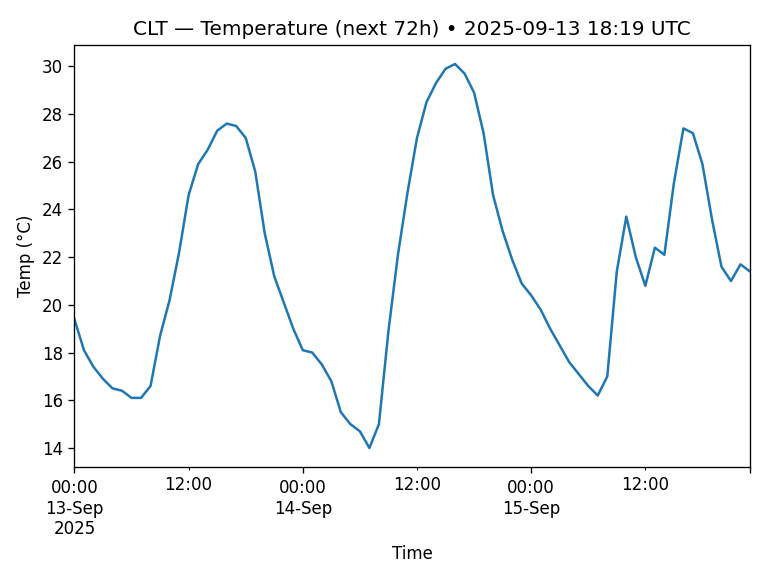 CLT — Temperature (next 72h) • 2025-09-13 18:19 UTC
Temp (°C)
30
28
26
24
22
20
18
16
14
00:00 12:00 00:00 12:00 00:00 12:00
13-Sep 14-Sep 15-Sep
2025
Time